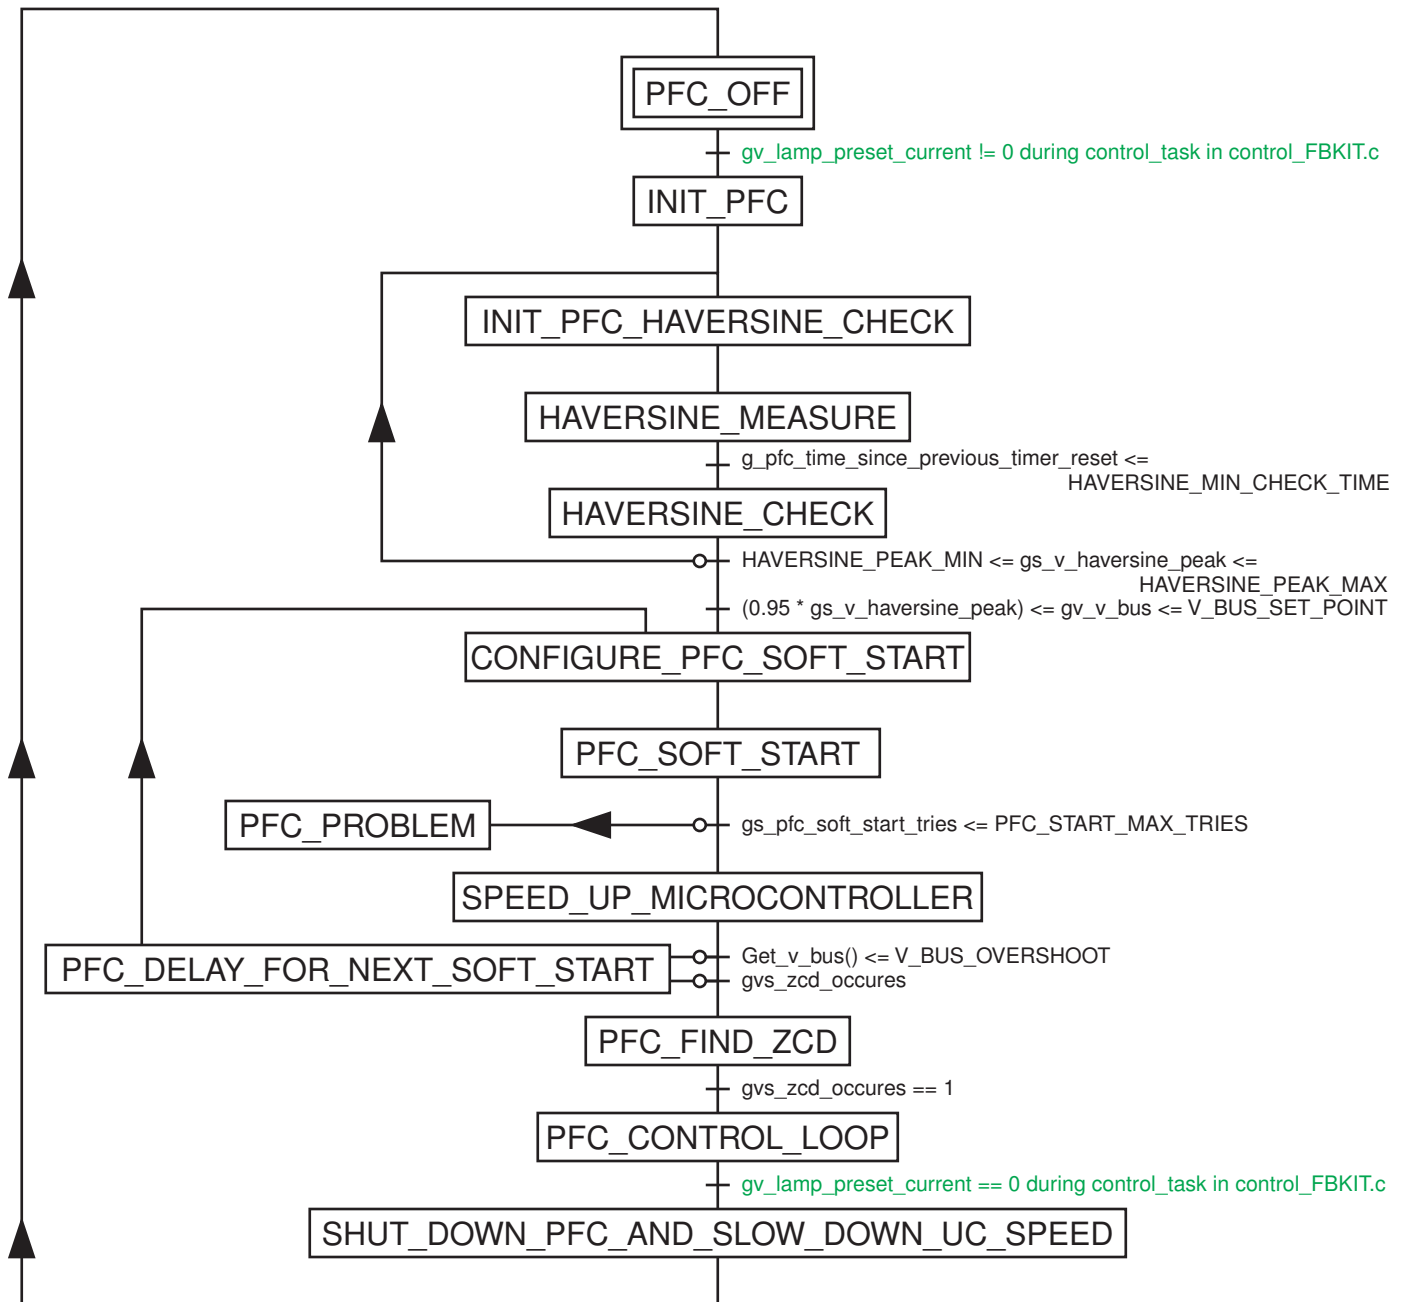 PFC_OFF
gv_lamp_preset_current != 0 during control_task in control_FBKIT.c
INIT_PFC
INIT_PFC_HAVERSINE_CHECK
HAVERSINE_MEASURE
g_pfc_time_since_previous_timer_reset <=
HAVERSINE_MIN_CHECK_TIME
HAVERSINE_CHECK
HAVERSINE_PEAK_MIN <= gs_v_haversine_peak <=
HAVERSINE_PEAK_MAX
(0.95 * gs_v_haversine_peak) <= gv_v_bus <= V_BUS_SET_POINT
CONFIGURE_PFC_SOFT_START
PFC_SOFT_START
PFC_PROBLEM
gs_pfc_soft_start_tries <= PFC_START_MAX_TRIES
SPEED_UP_MICROCONTROLLER
Get_v_bus() <= V_BUS_OVERSHOOT
PFC_DELAY_FOR_NEXT_SOFT_START
gvs_zcd_occures
PFC_FIND_ZCD
gvs_zcd_occures == 1
PFC_CONTROL_LOOP
gv_lamp_preset_current == 0 during control_task in control_FBKIT.c
SHUT_DOWN_PFC_AND_SLOW_DOWN_UC_SPEED